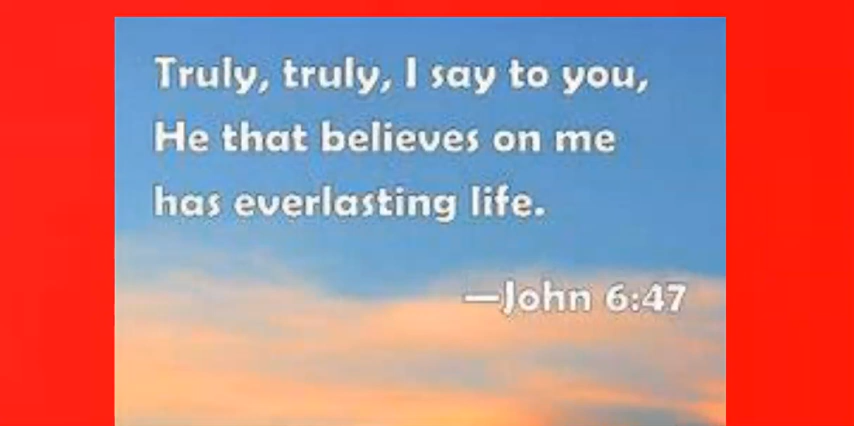 Truly, truly, I say to you,
He that believes on me
has everlasting life.
—John 6:47